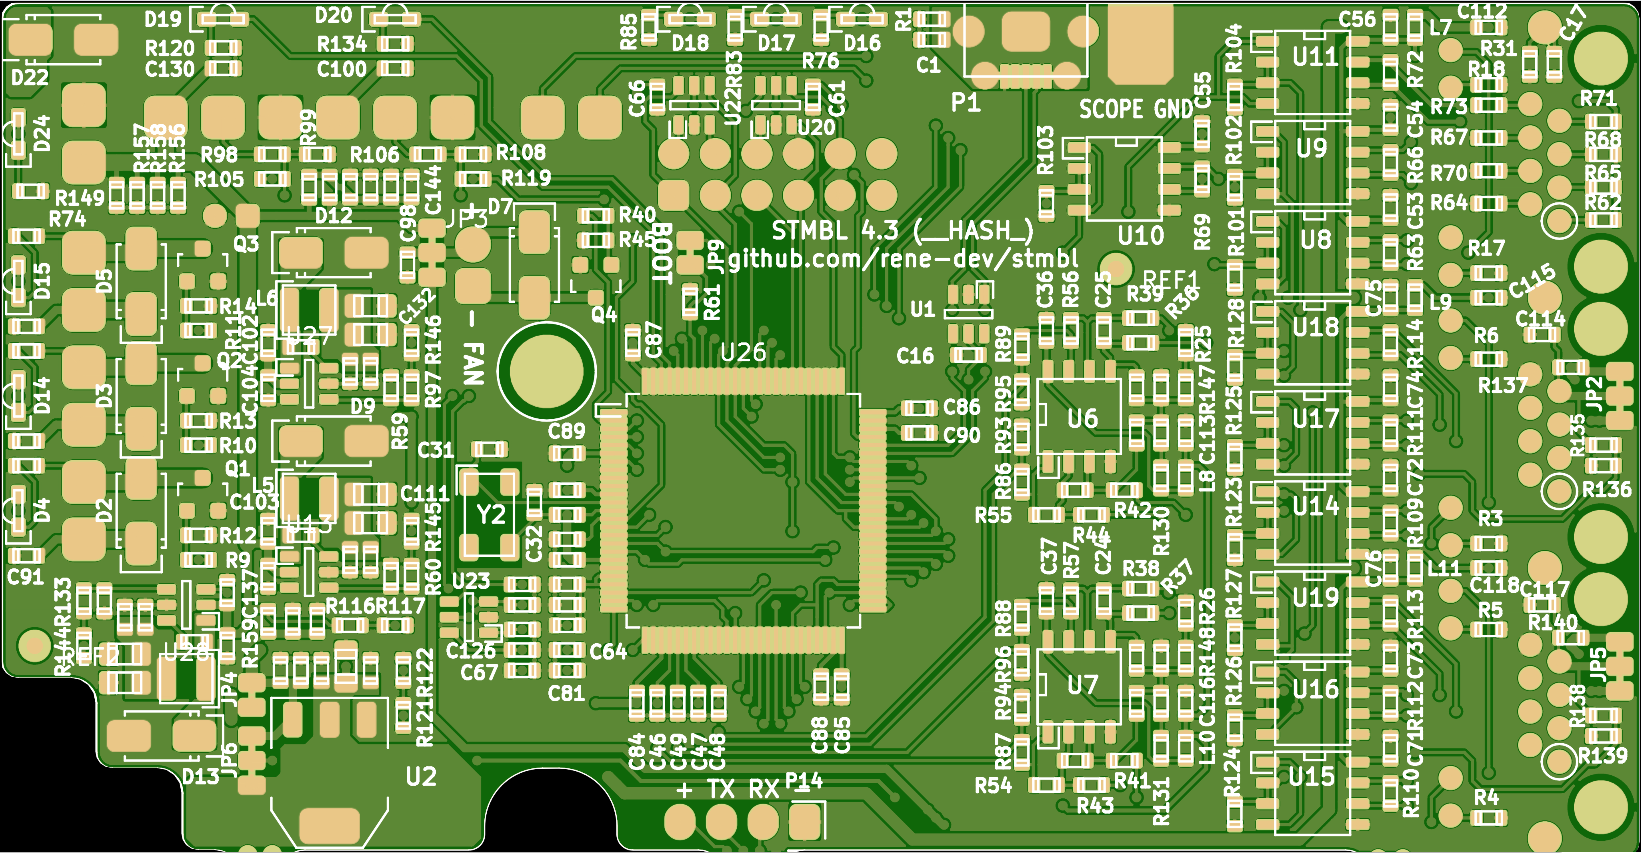 D19
D20
R85
D18
D17
D16
R1
C56
L7
C112
C17
R120
R134
R76
C1
R104
U11
R72
R31
R18
C130
C100
D22
R83
C66
U22
C61
P1
SCOPE GND
C55
R73
R71
D24
R157
R158
R156
R99
U20
R103
R102
C54
R67
R68
R98
R106
R108
U9
R66
R70
R65
R105
R119
R149
C144
R64
R62
R74
D12
C98
JP3
+
D7
R40
R45
BOOT
JP9
STMBL 4.3 (__HASH_)
github.com/rene-dev/stmbl
U10
R69
R101
U8
C53
R63
R17
Q3
D15
D5
REF1
C115
L6
R14
C132
R61
Q4
U1
C36
R56
C25
R39
R36
C75
L9
R11
U27
C102
R146
- FAN
C87
U26
C16
R89
R25
R128
U18
R114
R6
C114
Q2
D14
D3
C104
R97
R95
R147
C74
R137
JP2
R13
D9
R59
C86
C90
U6
R93
C113
R125
U17
R111
R135
R10
C31
C89
Q1
L5
C103
C111
R86
L8
C72
R136
D4
D2
U13
Y2
C32
R55
R42
R44
R130
R123
U14
R109
R3
R12
R145
R9
C91
R133
C137
R60
U23
C37
R57
C24
R38
R37
C76
L11
C118
C117
R116
R117
R88
R26
R127
U19
R113
R5
R140
R144
REF2
U28
R159
C126
C64
C67
C81
R96
R148
C73
JP5
JP4
R122
R121
R94
U7
C116
R126
U16
R112
R138
D13
JP6
U2
C84
C46
C49
C47
C48
C88
C85
R87
L10
C71
R139
+ TX RX -
P14
R54
R41
R43
R131
R124
U15
R110
R4